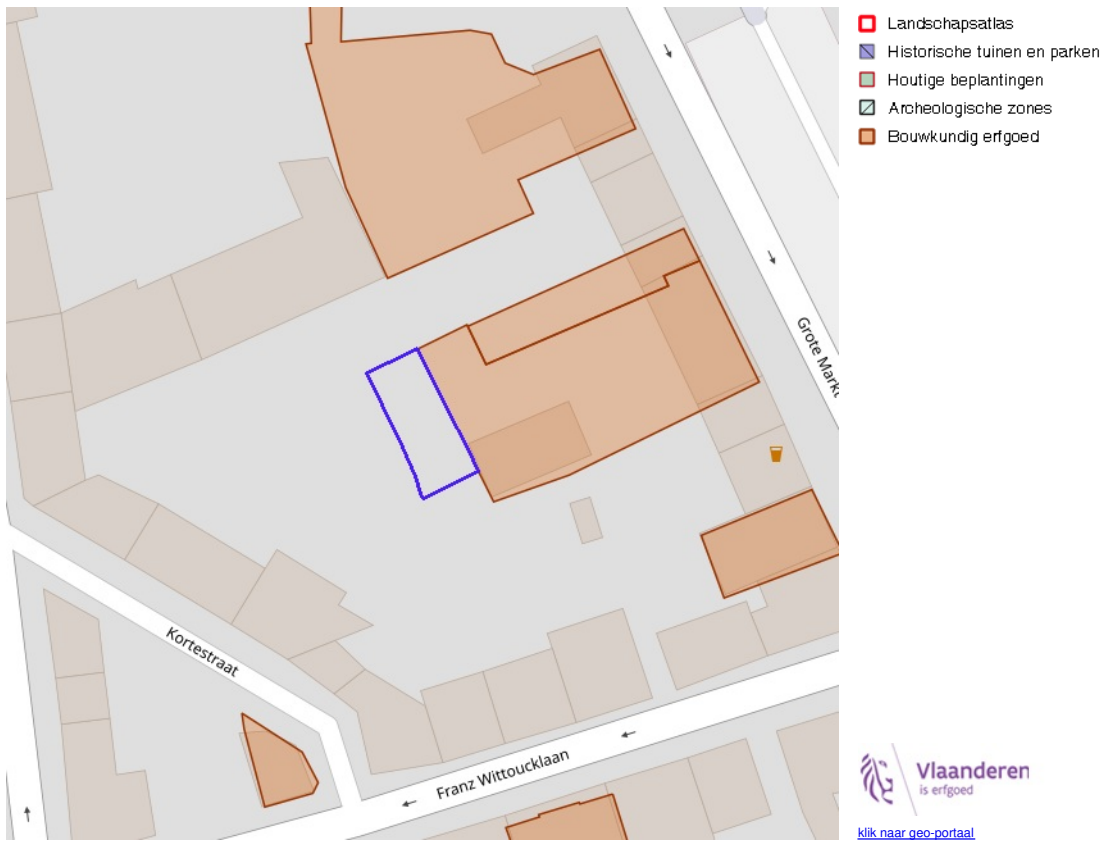 Landschapsatlas
Historische tuinen en parken
Houtige beplantingen
Archeologische zones
Bouwkundig erfgoed
Grote Markt
Kortestraat
Franz Wittoucklaan
Vlaanderen
is erfgoed
klik naar geo-portaal